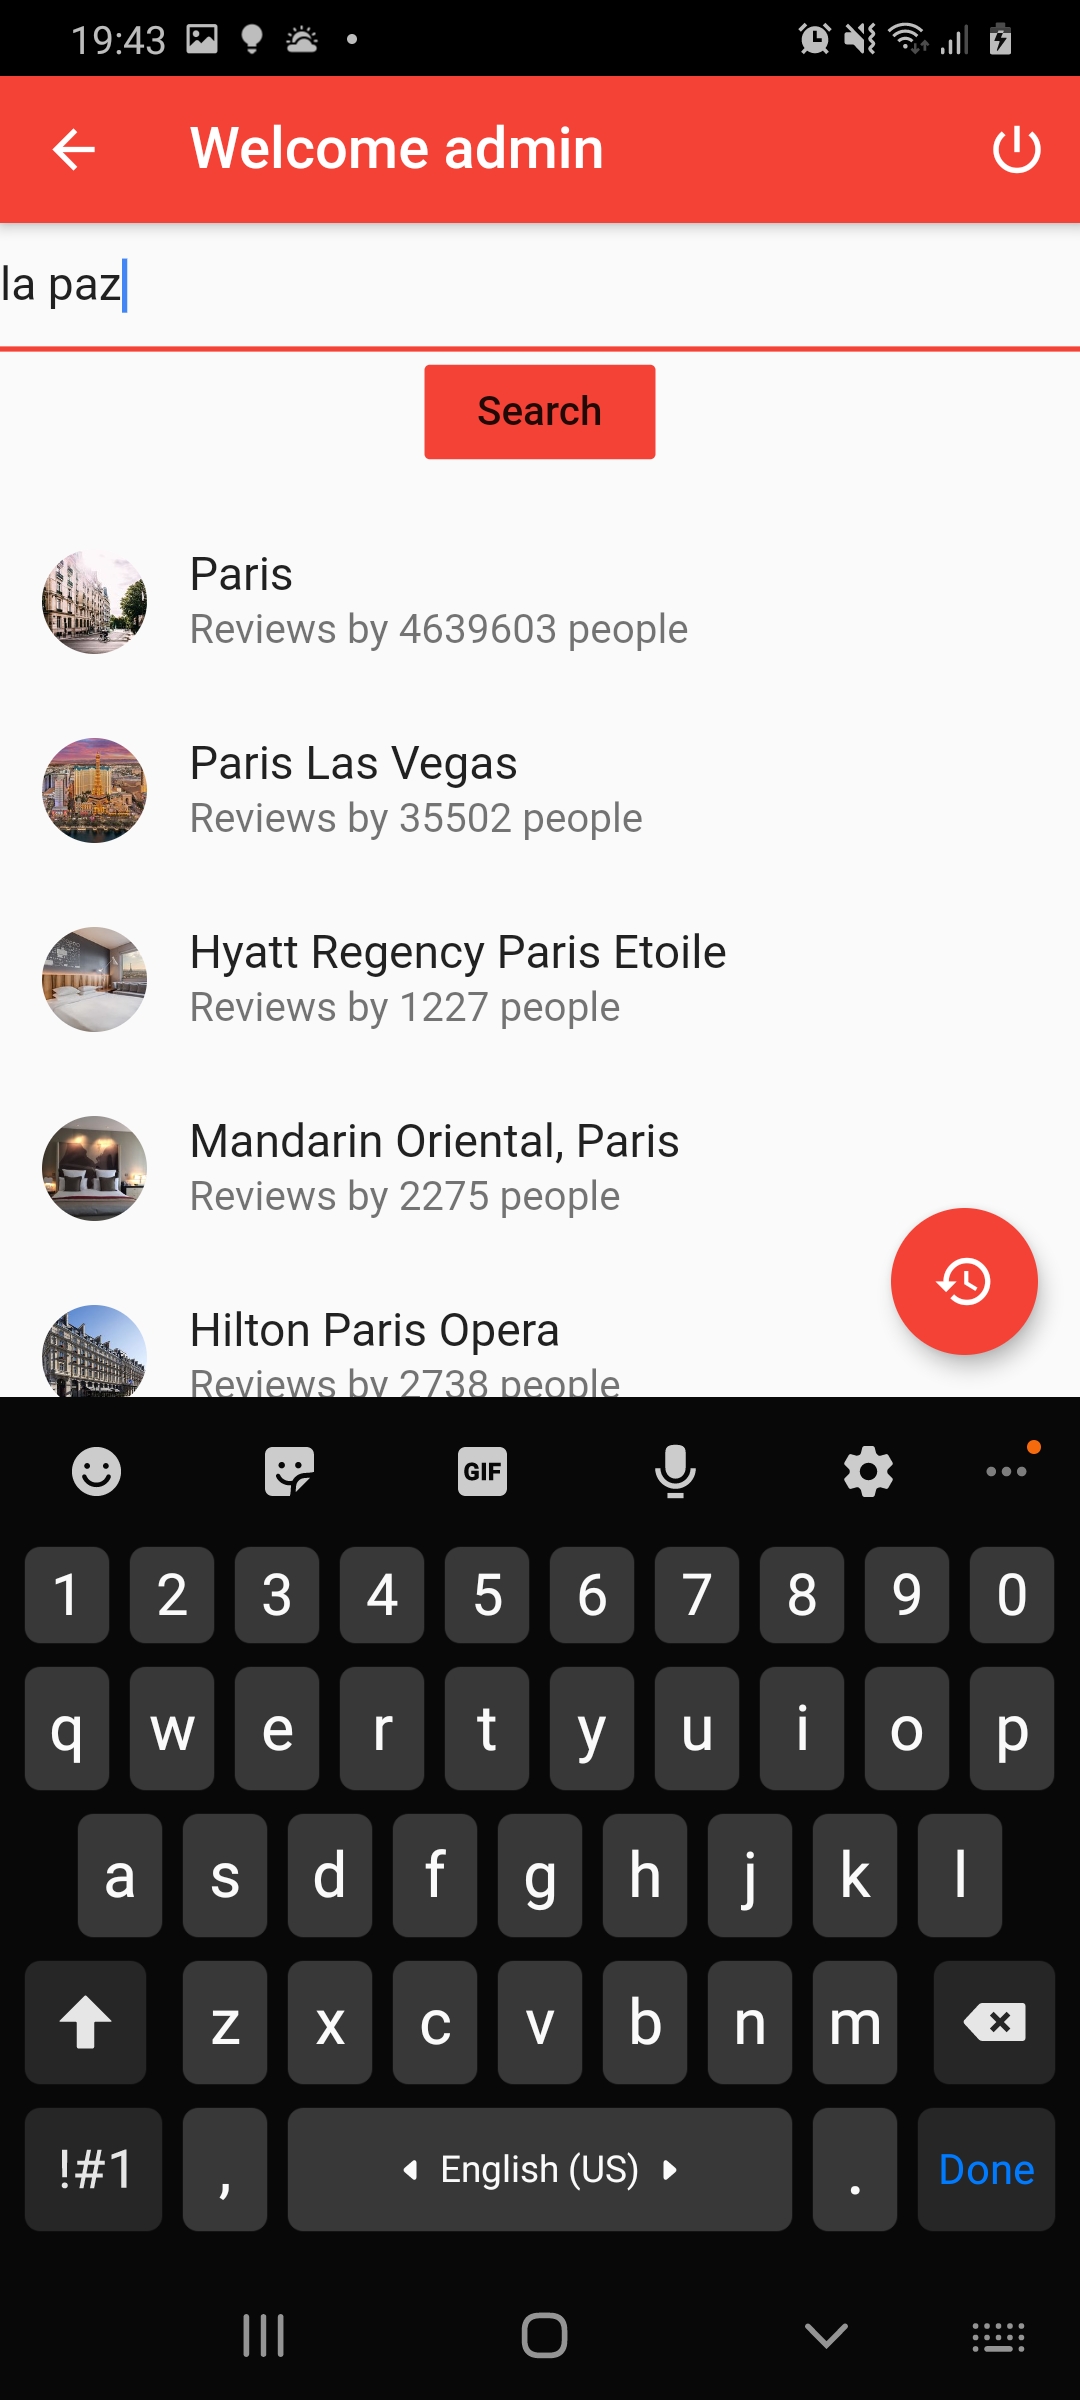 19:43
Welcome admin
la paz
Search
Paris
Reviews by 4639603 people
Paris Las Vegas
Reviews by 35502 people
Hyatt Regency Paris Etoile
Reviews by 1227 people
Mandarin Oriental, Paris
Reviews by 2275 people
Hilton Paris Opera
Reviews by 2738 people
GIF
1 2 3 4 5 6 7 8 9 0
q w e r t y u i o p
a s d f g h j k l
z x c v b n m
!#1 , English (US) . Done